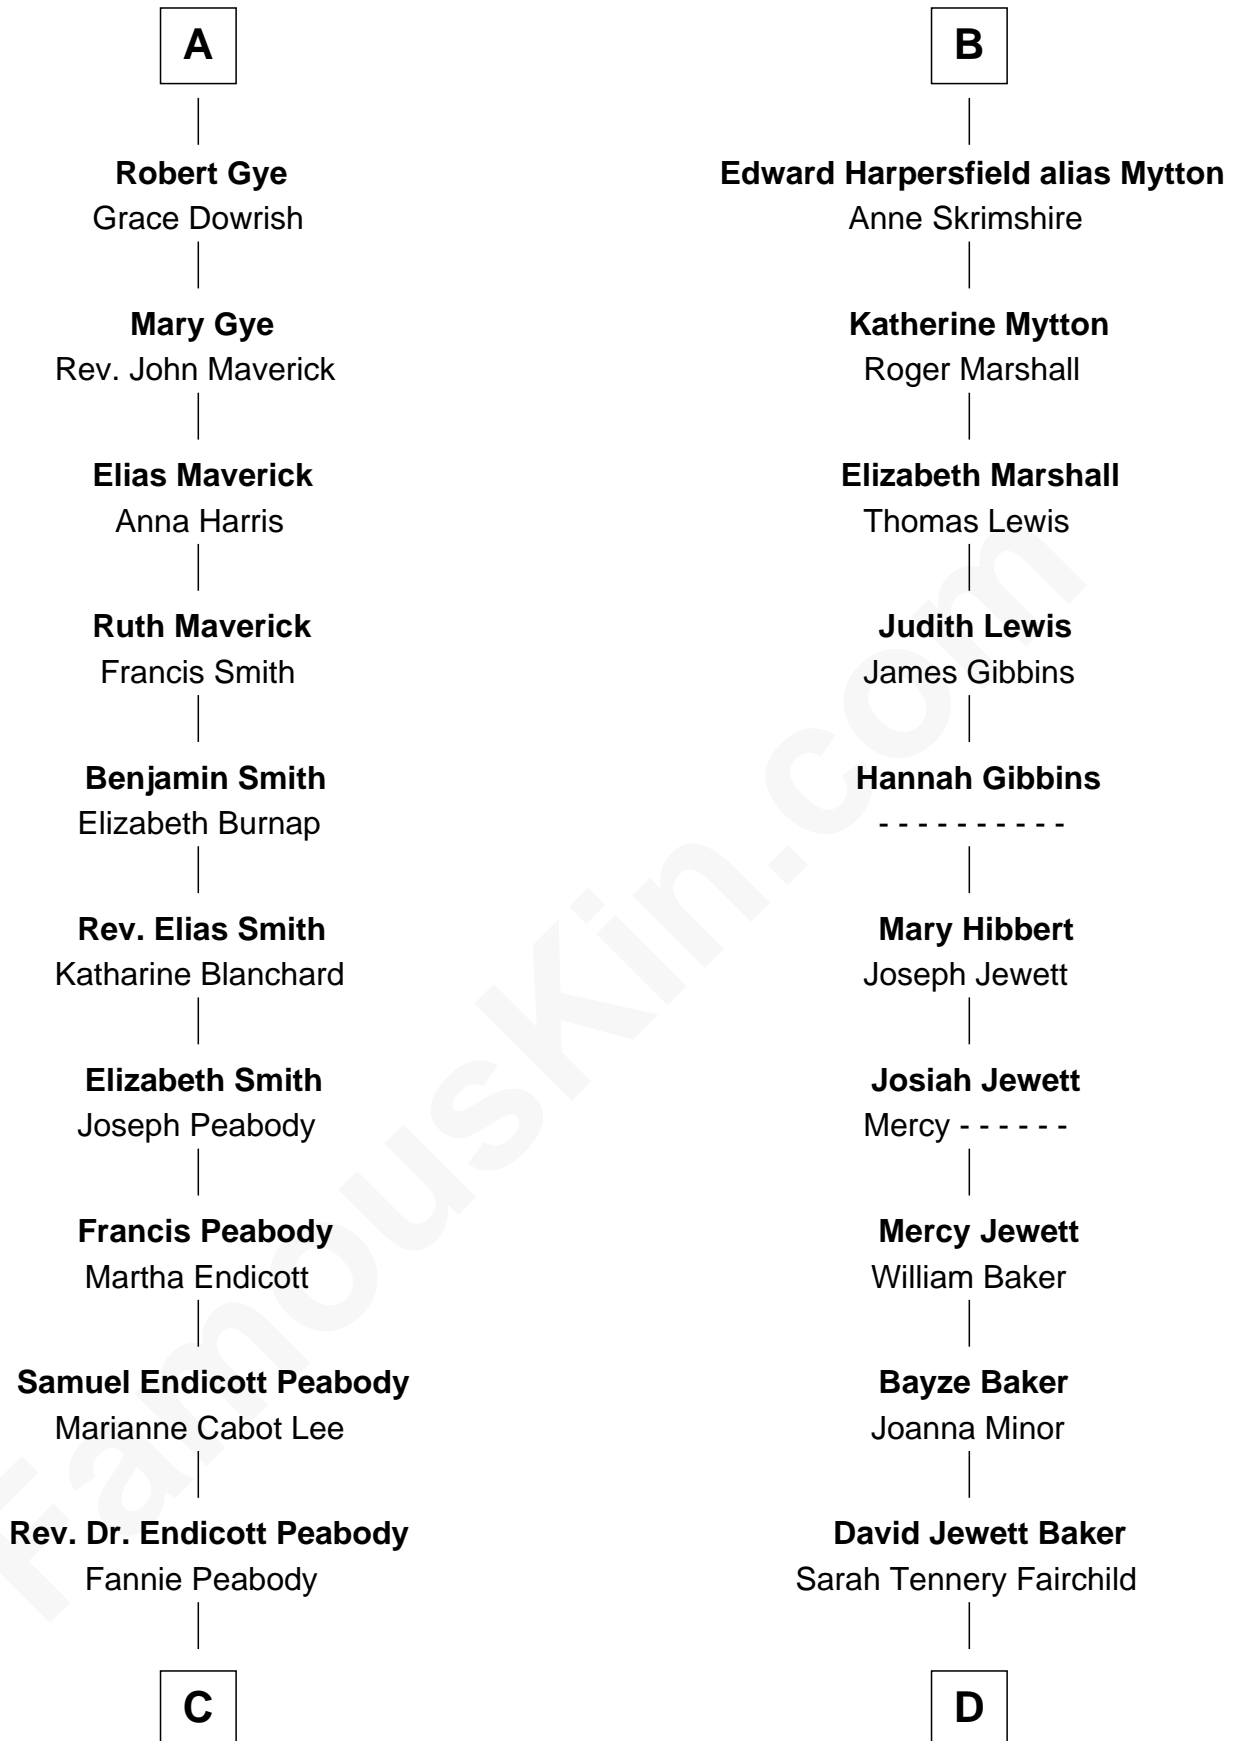 A
Robert Gye
Grace Dowrish
Mary Gye
Rev. John Maverick
Elias Maverick
Anna Harris
Ruth Maverick
Francis Smith
Benjamin Smith
Elizabeth Burnap
Rev. Elias Smith
Katharine Blanchard
Elizabeth Smith
Joseph Peabody
Francis Peabody
Martha Endicott
Samuel Endicott Peabody
Marianne Cabot Lee
Rev. Dr. Endicott Peabody
Fannie Peabody
C
B
Edward Harpersfield alias Mytton
Anne Skrimshire
Katherine Mytton
Roger Marshall
Elizabeth Marshall
Thomas Lewis
Judith Lewis
James Gibbins
Hannah Gibbins
- - - - - - - - - -
Mary Hibbert
Joseph Jewett
Josiah Jewett
Mercy - - - - - -
Mercy Jewett
William Baker
Bayze Baker
Joanna Minor
David Jewett Baker
Sarah Tennery Fairchild
D
FamousKin.com